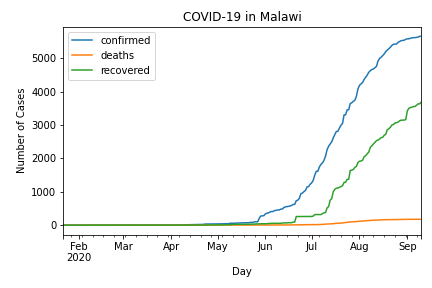 COVID-19 in Malawi
confirmed
deaths
recovered
Number of Cases
5000
4000
3000
2000
1000
0
Feb Mar Apr May Jun Jul Aug Sep
2020
Day